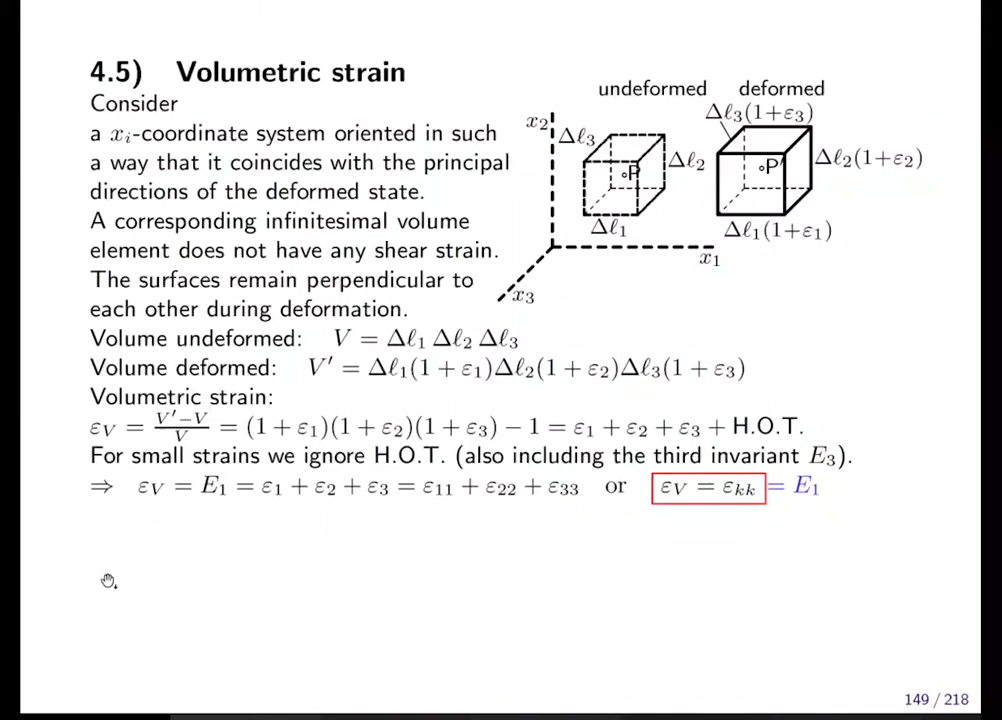 4.5) Volumetric strain
Consider
a xᵢ-coordinate system oriented in such
a way that it coincides with the principal
directions of the deformed state.
A corresponding infinitesimal volume
element does not have any shear strain.
The surfaces remain perpendicular to
each other during deformation.
undeformed deformed
x₂
Δℓ₃
Δℓ₂
Δℓ₁
P
Δℓ₃(1+ε₃)
Δℓ₂(1+ε₂)
P'
Δℓ₁(1+ε₁)
x₁
x₃
Volume undeformed: V = Δℓ₁ Δℓ₂ Δℓ₃
Volume deformed: V′ = Δℓ₁(1 + ε₁)Δℓ₂(1 + ε₂)Δℓ₃(1 + ε₃)
Volumetric strain:
εV = (V′−V)/V = (1 + ε₁)(1 + ε₂)(1 + ε₃) − 1 = ε₁ + ε₂ + ε₃ + H.O.T.
For small strains we ignore H.O.T. (also including the third invariant E₃).
⇒ εV = E₁ = ε₁ + ε₂ + ε₃ = ε₁₁ + ε₂₂ + ε₃₃ or εV = εkk = E₁
149 / 218